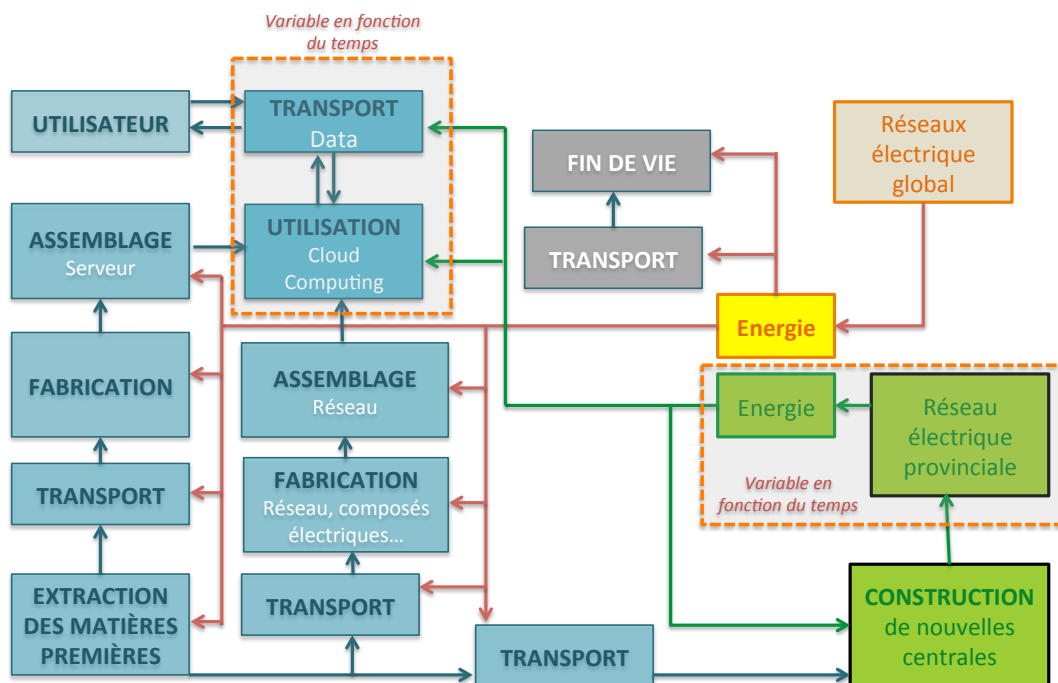 Variable en fonction
du temps
UTILISATEUR
TRANSPORT
Data
FIN DE VIE
Réseaux
électrique
global
ASSEMBLAGE
Serveur
UTILISATION
Cloud
Computing
TRANSPORT
Energie
FABRICATION
ASSEMBLAGE
Réseau
Energie
Réseau
électrique
provinciale
TRANSPORT
FABRICATION
Réseau, composés
électriques...
Variable en
fonction du temps
EXTRACTION
DES MATIÈRES
PREMIÈRES
TRANSPORT
TRANSPORT
CONSTRUCTION
de nouvelles
centrales